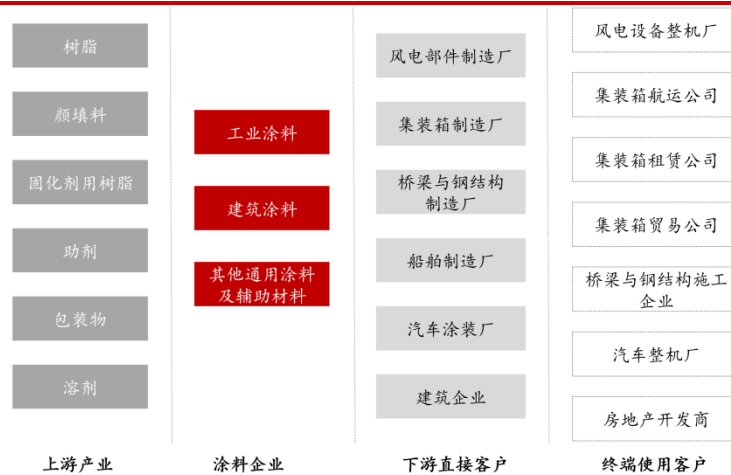 树脂
颜填料
固化剂用树脂
助剂
包装物
溶剂
上游产业
工业涂料
建筑涂料
其他通用涂料
及辅助材料
涂料企业
风电部件制造厂
集装箱制造厂
桥梁与钢结构
制造厂
船舶制造厂
汽车涂装厂
建筑企业
下游直接客户
风电设备整机厂
集装箱航运公司
集装箱租赁公司
集装箱贸易公司
桥梁与钢结构施工
企业
汽车整机厂
房地产开发商
终端使用客户